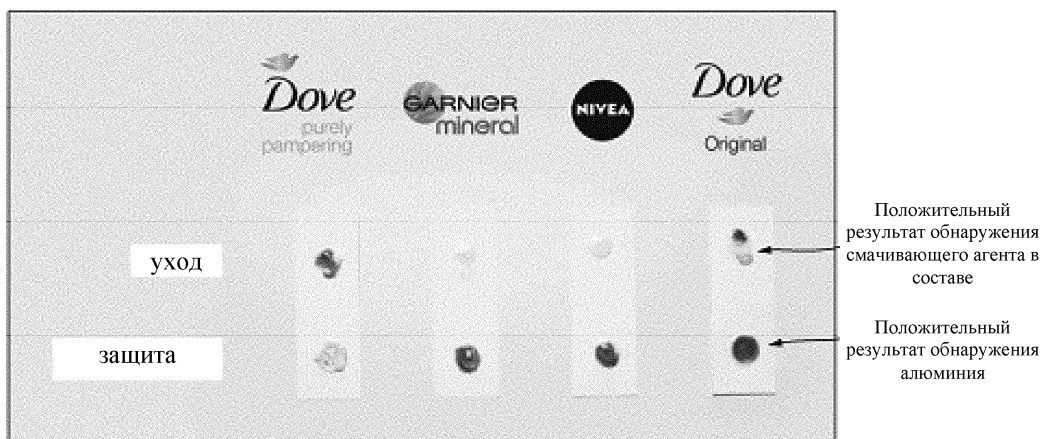 Dove
purely
pampering
GARNIER
mineral
NIVEA
Dove
Original
уход
защита
Положительный
результат обнаружения
смачивающего агента в
составе
Положительный
результат обнаружения
алюминия